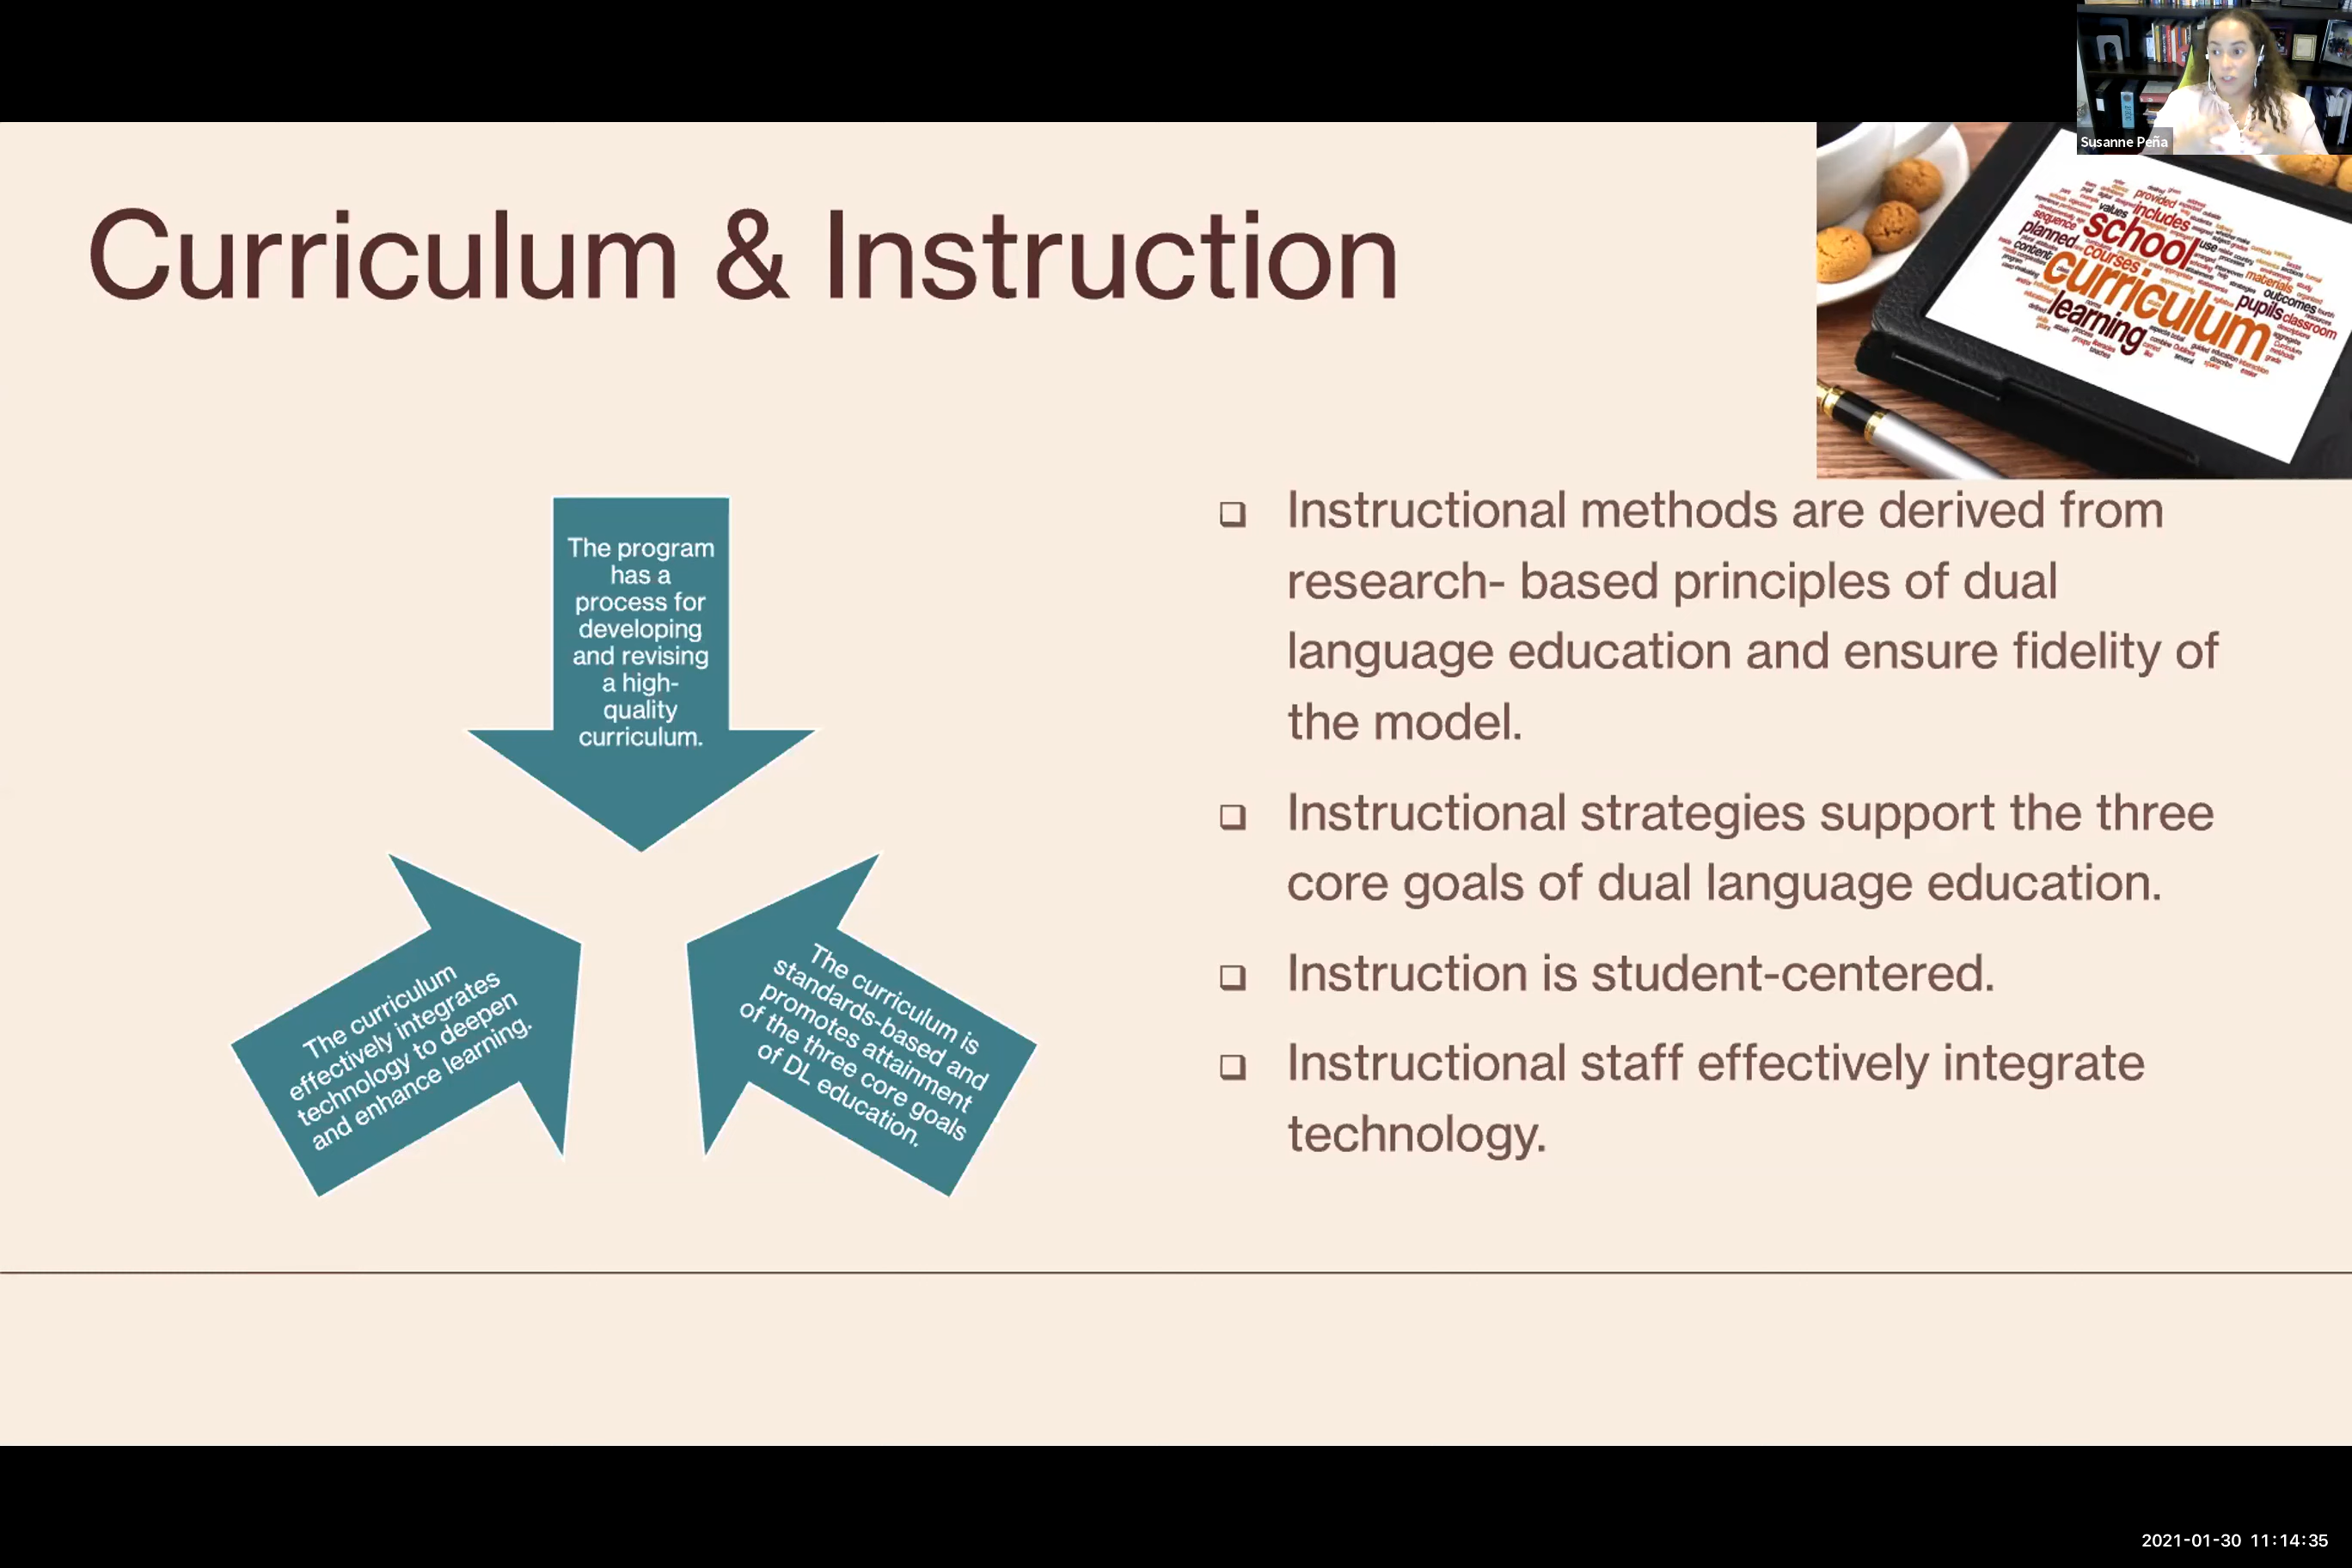 Susanne Peña
Curriculum & Instruction
provided
includes
values
use
sequence
school
planned
courses
content
materials
curriculum
outcomes
pupils
classroom
learning
The program
has a
process for
developing
and revising
a high-
quality
curriculum.
The curriculum
effectively integrates
technology to deepen
and enhance learning.
The curriculum is
standards-based and
promotes attainment
of the three core goals
of DL education.
❑ Instructional methods are derived from
research- based principles of dual
language education and ensure fidelity of
the model.
❑ Instructional strategies support the three
core goals of dual language education.
❑ Instruction is student-centered.
❑ Instructional staff effectively integrate
technology.
2021-01-30 11:14:35